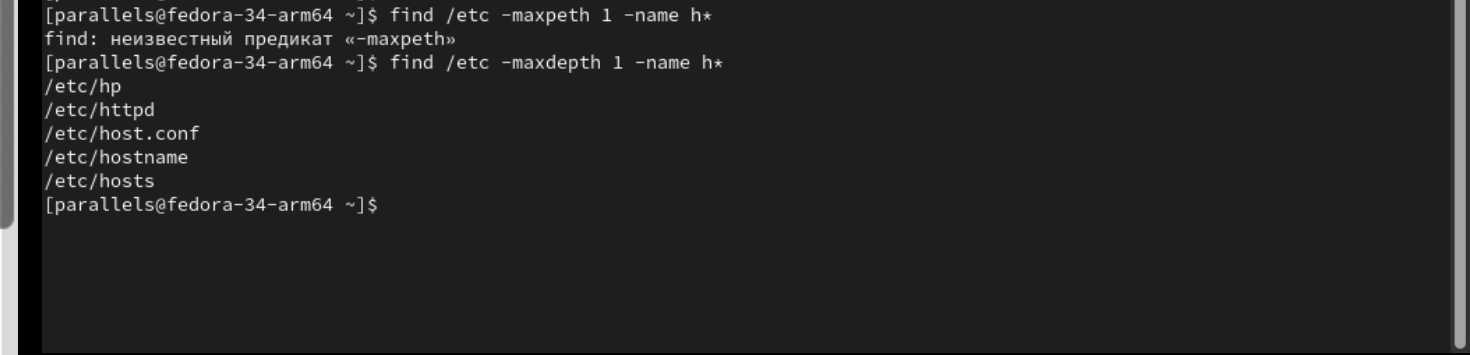 [parallels@fedora-34-arm64 ~]$ find /etc -maxpeth 1 -name h*
find: неизвестный предикат «-maxpeth»
[parallels@fedora-34-arm64 ~]$ find /etc -maxdepth 1 -name h*
/etc/hp
/etc/httpd
/etc/host.conf
/etc/hostname
/etc/hosts
[parallels@fedora-34-arm64 ~]$